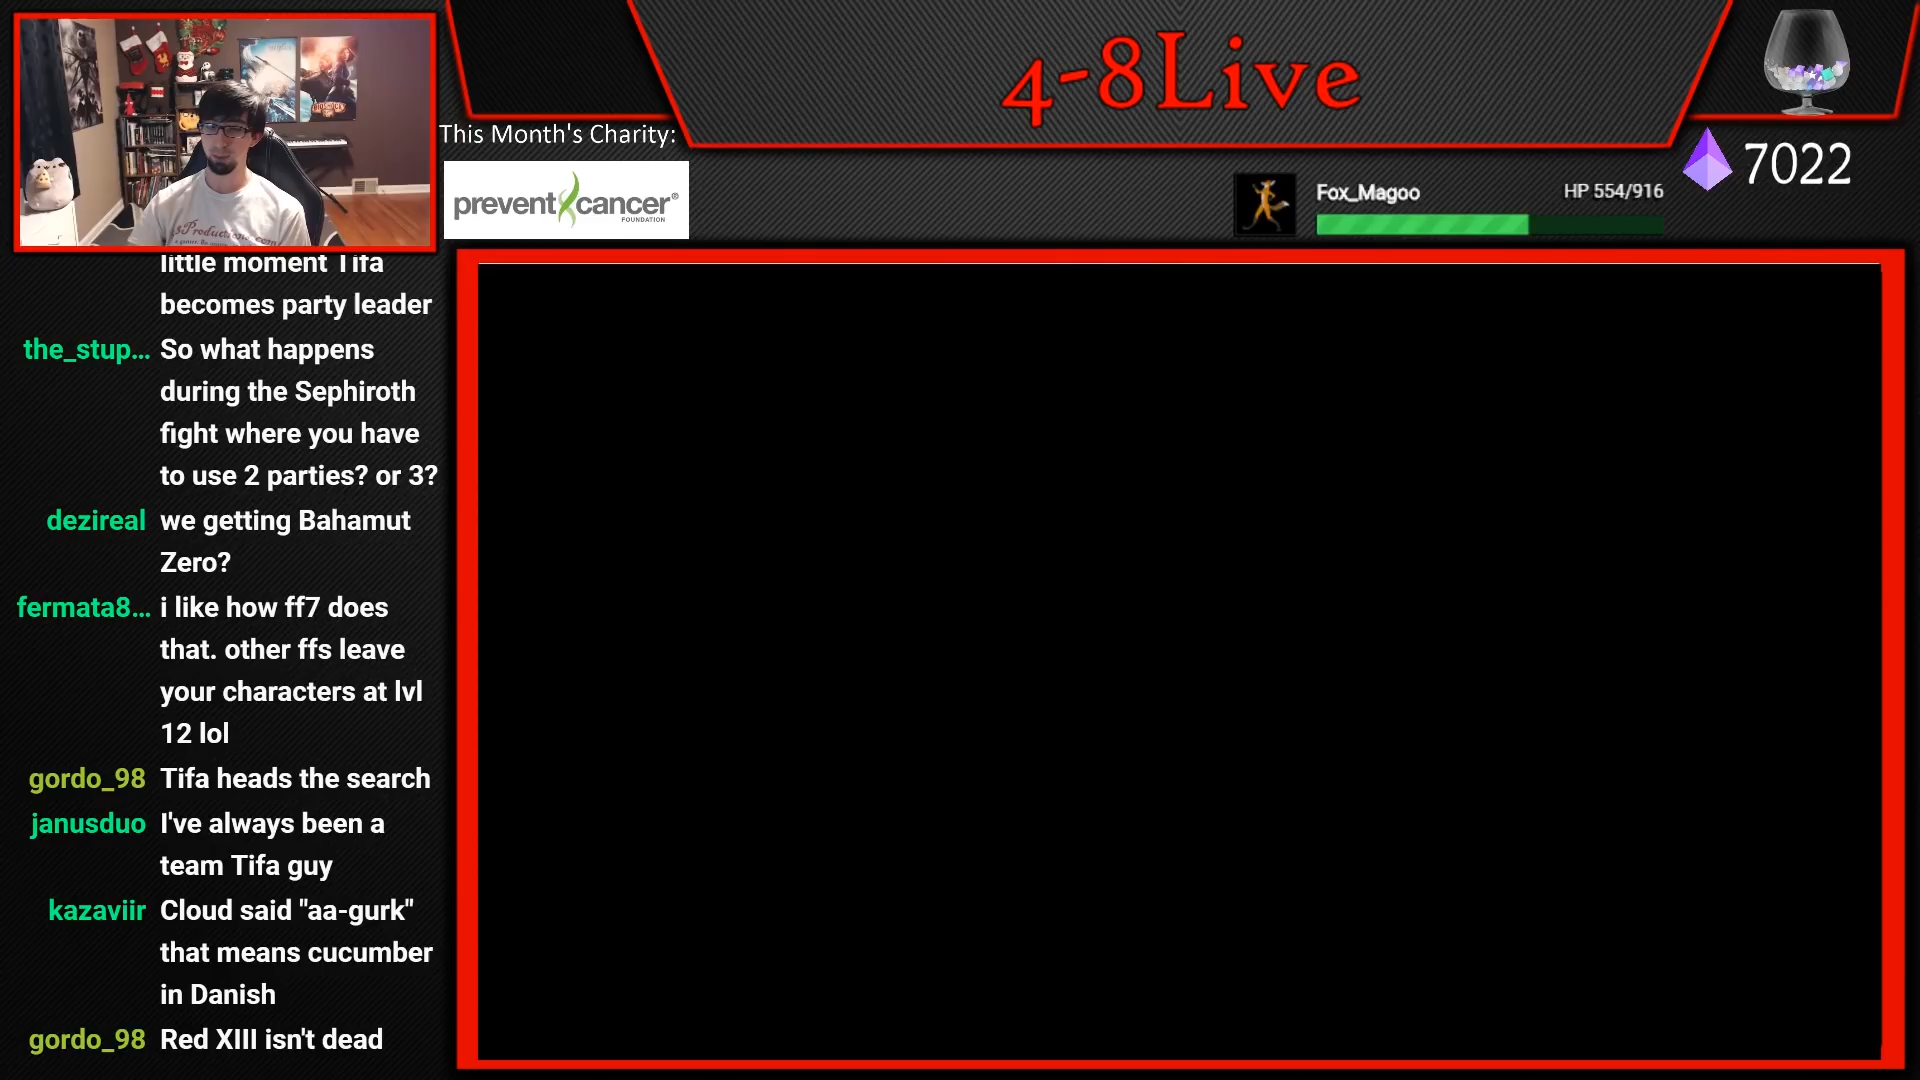 4-8Live
This Month's Charity:
prevent cancer®
FOUNDATION
Fox_Magoo
HP 554/916
7022
little moment Tifa
becomes party leader
the_stup... So what happens
during the Sephiroth
fight where you have
to use 2 parties? or 3?
dezireal we getting Bahamut
Zero?
fermata8... i like how ff7 does
that. other ffs leave
your characters at lvl
12 lol
gordo_98 Tifa heads the search
janusduo I've always been a
team Tifa guy
kazaviir Cloud said "aa-gurk"
that means cucumber
in Danish
gordo_98 Red XIII isn't dead